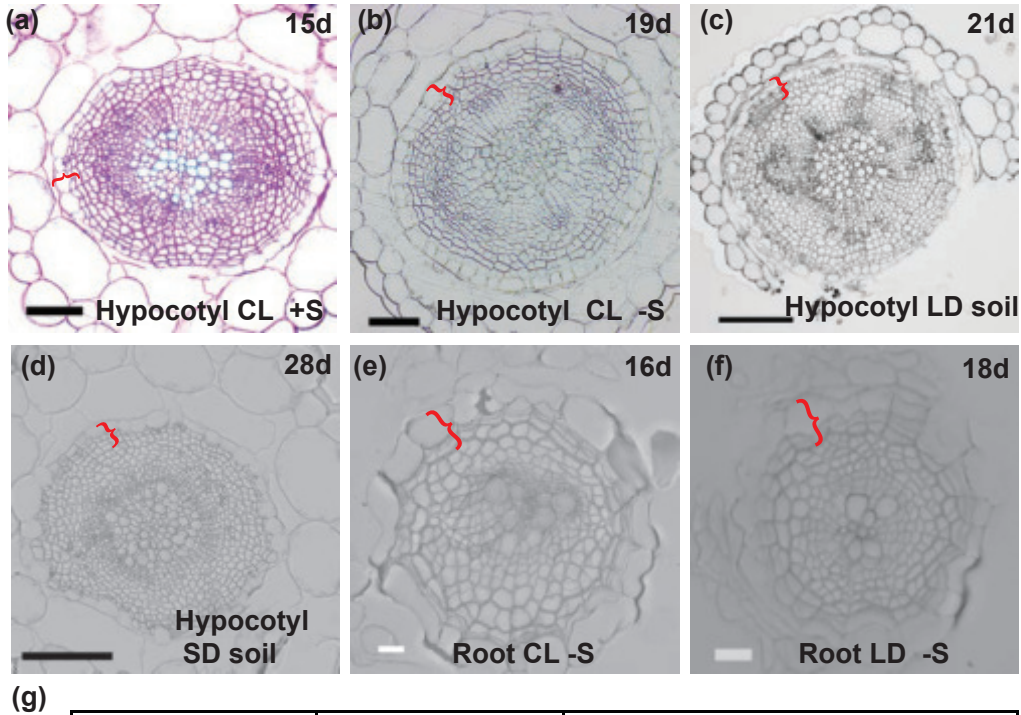 (a) 15d
Hypocotyl CL +S
(b) 19d
Hypocotyl CL -S
(c) 21d
Hypocotyl LD soil
(d) 28d
Hypocotyl
SD soil
(e) 16d
Root CL -S
(f) 18d
Root LD -S
(g)